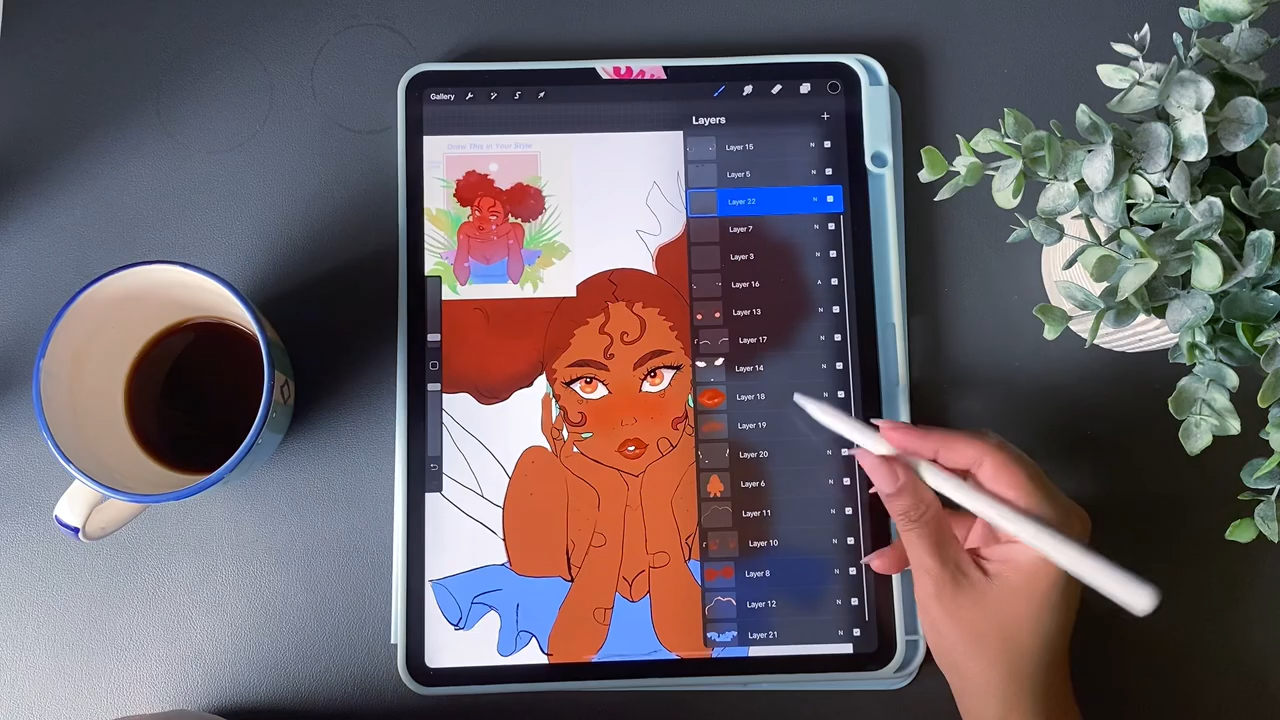 Gallery
Layers
Draw This in Your Style
Layer 15 N
Layer 5 N
Layer 22 N
Layer 7 N
Layer 3 N
Layer 16 A
Layer 13 N
Layer 17 N
Layer 14 N
Layer 18 N
Layer 19 N
Layer 20 N
Layer 6 N
Layer 11 N
Layer 10 N
Layer 8 N
Layer 12 N
Layer 21 N